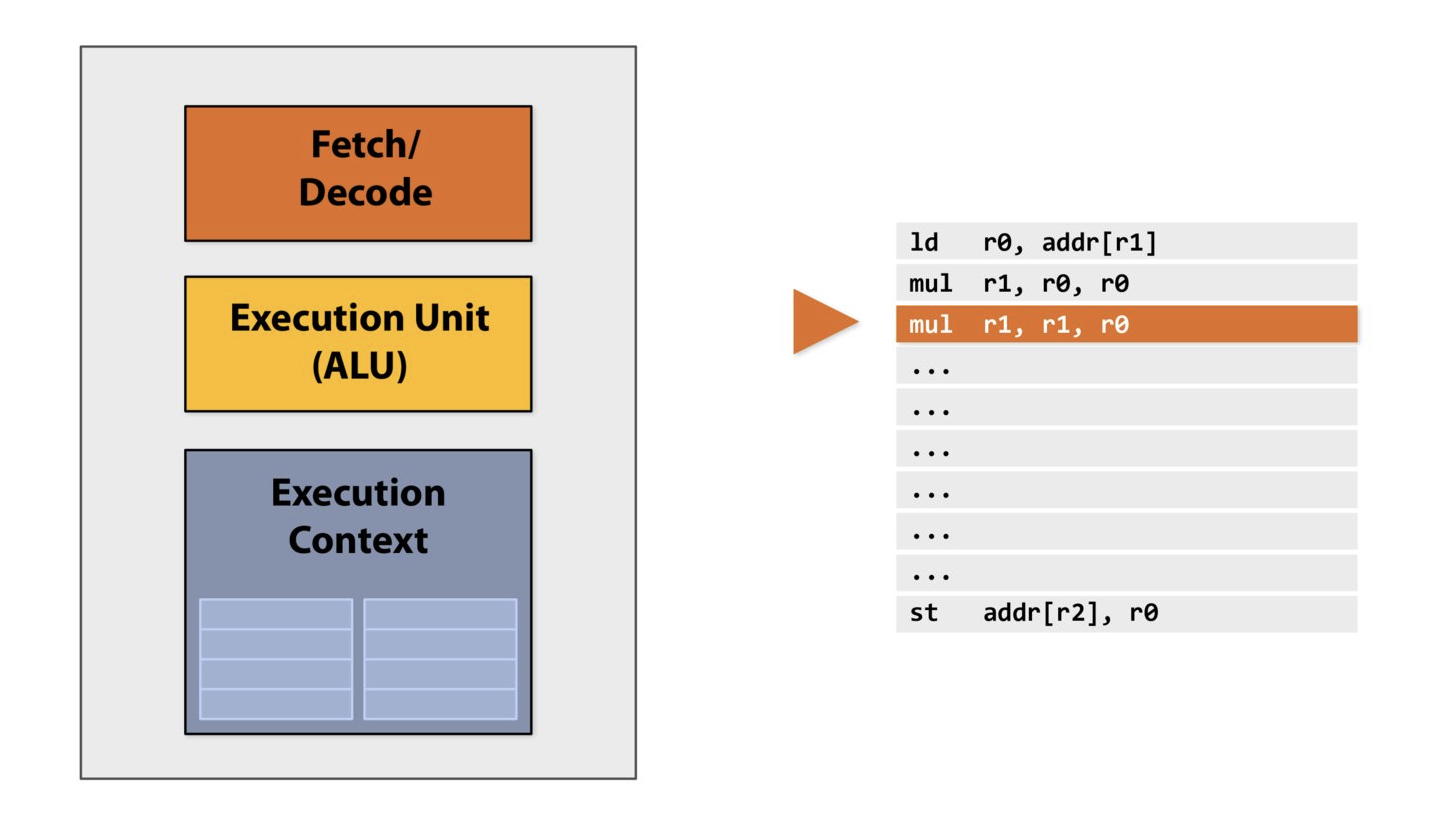 Fetch/
Decode
Execution Unit
(ALU)
Execution
Context
ld r0, addr[r1]
mul r1, r0, r0
mul r1, r1, r0
...
...
...
...
...
...
st addr[r2], r0